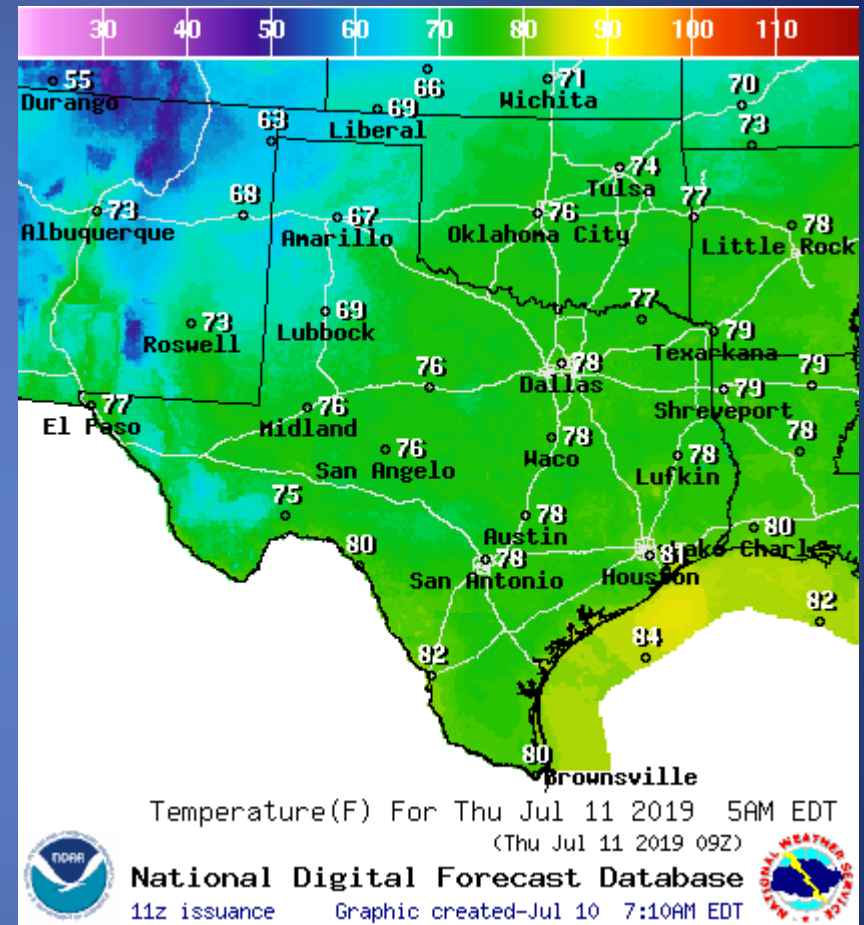 30 40 50 60 70 80 90 100 110
55
Durango
66
71
Wichita
70
69
Liberal
63
73
74
Tulsa
73
Albuquerque
68
67
Amarillo
76
Oklahoma City
77
78
Little Rock
73
Roswell
69
Lubbock
77
79
Texarkana
76
78
Dallas
79
79
Shreveport
77
El Paso
76
Midland
76
San Angelo
78
Waco
78
Lufkin
78
75
78
Austin
80
Lake Charles
80
78
San Antonio
81
Houston
82
84
82
80
Brownsville
Temperature(F) For Thu Jul 11 2019 5AM EDT
(Thu Jul 11 2019 09Z)
National Digital Forecast Database
11z issuance Graphic created-Jul 10 7:10AM EDT
NOAA
NATIONAL WEATHER SERVICE